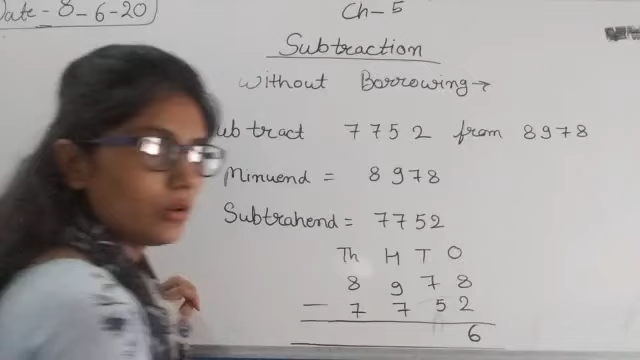 Date - 8-6-20
Ch-5
Subtraction
Without Borrowing→
ubtract 7752 from 8978
Minuend = 8978
Subtrahend = 7752
Th H T O
8 9 7 8
— 7 7 5 2
6